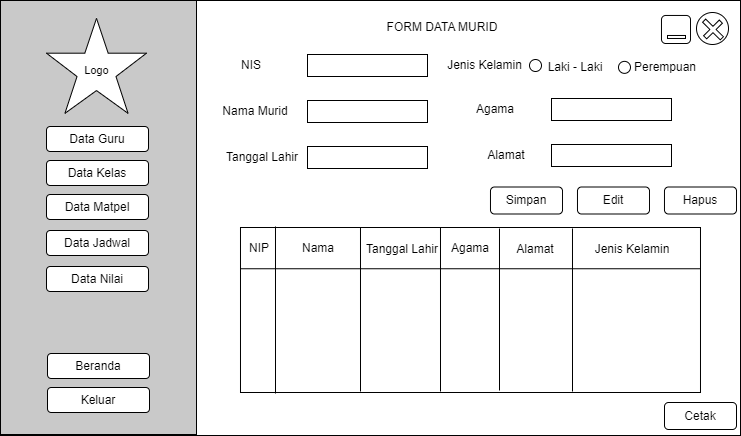 Logo
Data Guru
Data Kelas
Data Matpel
Data Jadwal
Data Nilai
Beranda
Keluar
FORM DATA MURID
NIS
Jenis Kelamin Laki - Laki Perempuan
Nama Murid
Agama
Tanggal Lahir
Alamat
Simpan Edit Hapus
NIP Nama Tanggal Lahir Agama Alamat Jenis Kelamin
Cetak